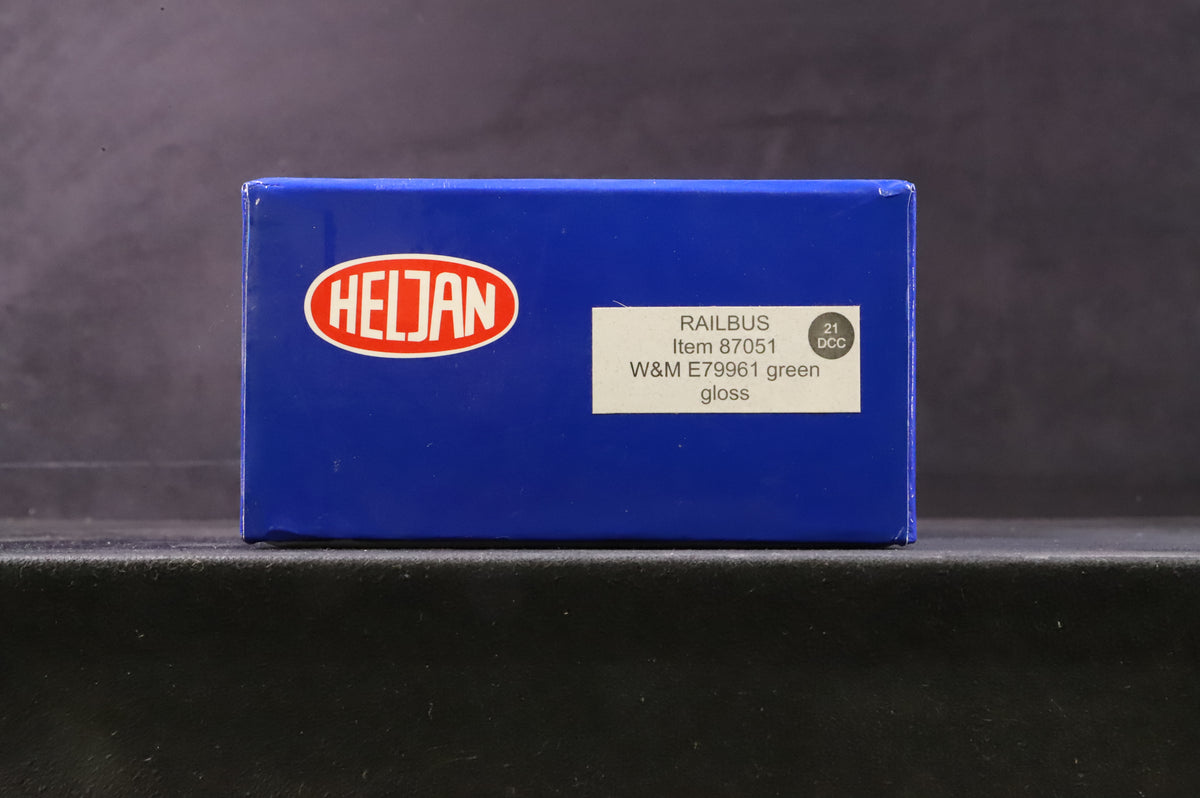 HELJAN
RAILBUS
Item 87051
W&M E79961 green
gloss
21
DCC